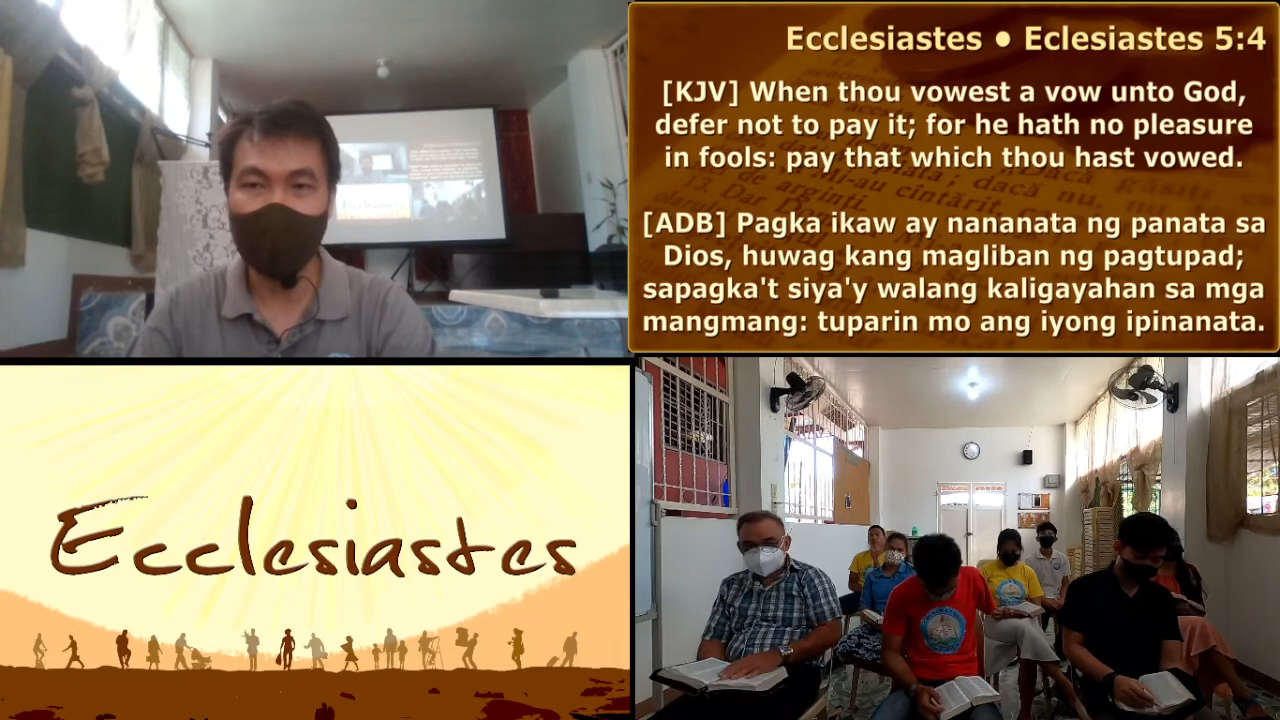 Ecclesiastes • Eclesiastes 5:4
[KJV] When thou vowest a vow unto God,
defer not to pay it; for he hath no pleasure
in fools: pay that which thou hast vowed.
[ADB] Pagka ikaw ay nananata ng panata sa
Dios, huwag kang magliban ng pagtupad;
sapagka't siya'y walang kaligayahan sa mga
mangmang: tuparin mo ang iyong ipinanata.
Ecclesiastes